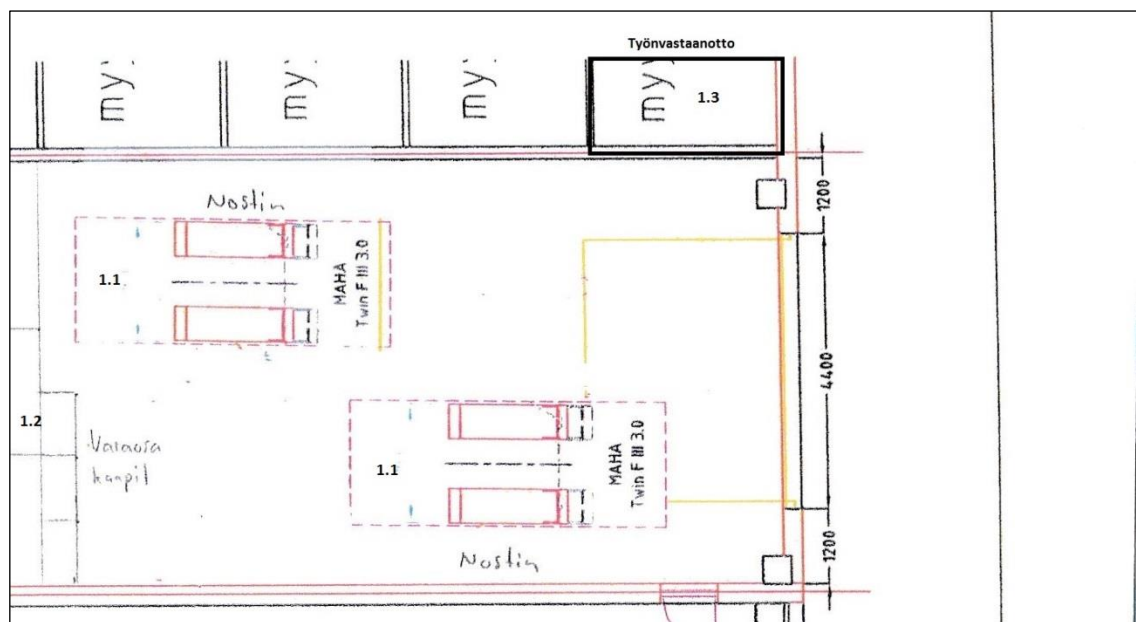 Työnvastaanotto
my
my
my
my
1.3
1200
Nostin
1.1
MAHA
Twin F III 3.0
4400
1.2
Varaosa
kaapit
1.1
MAHA
Twin F III 3.0
Nostin
1200